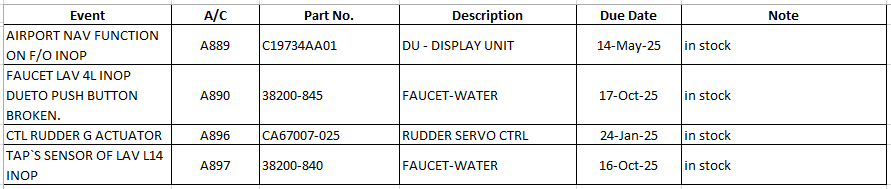 Event A/C Part No. Description Due Date Note
AIRPORT NAV FUNCTION
ON F/O INOP A889 C19734AA01 DU - DISPLAY UNIT 14-May-25 in stock
FAUCET LAV 4L INOP
DUETO PUSH BUTTON A890 38200-845 FAUCET-WATER 17-Oct-25 in stock
BROKEN.
CTL RUDDER G ACTUATOR A896 CA67007-025 RUDDER SERVO CTRL 24-Jan-25 in stock
TAP`S SENSOR OF LAV L14
INOP A897 38200-840 FAUCET-WATER 16-Oct-25 in stock